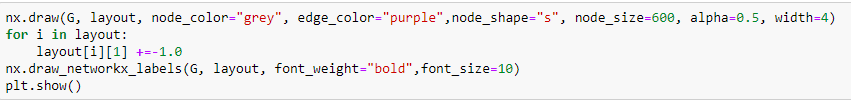 nx.draw(G, layout, node_color="grey", edge_color="purple",node_shape="s", node_size=600, alpha=0.5, width=4)
for i in layout:
    layout[i][1] +=-1.0
nx.draw_networkx_labels(G, layout, font_weight="bold",font_size=10)
plt.show()